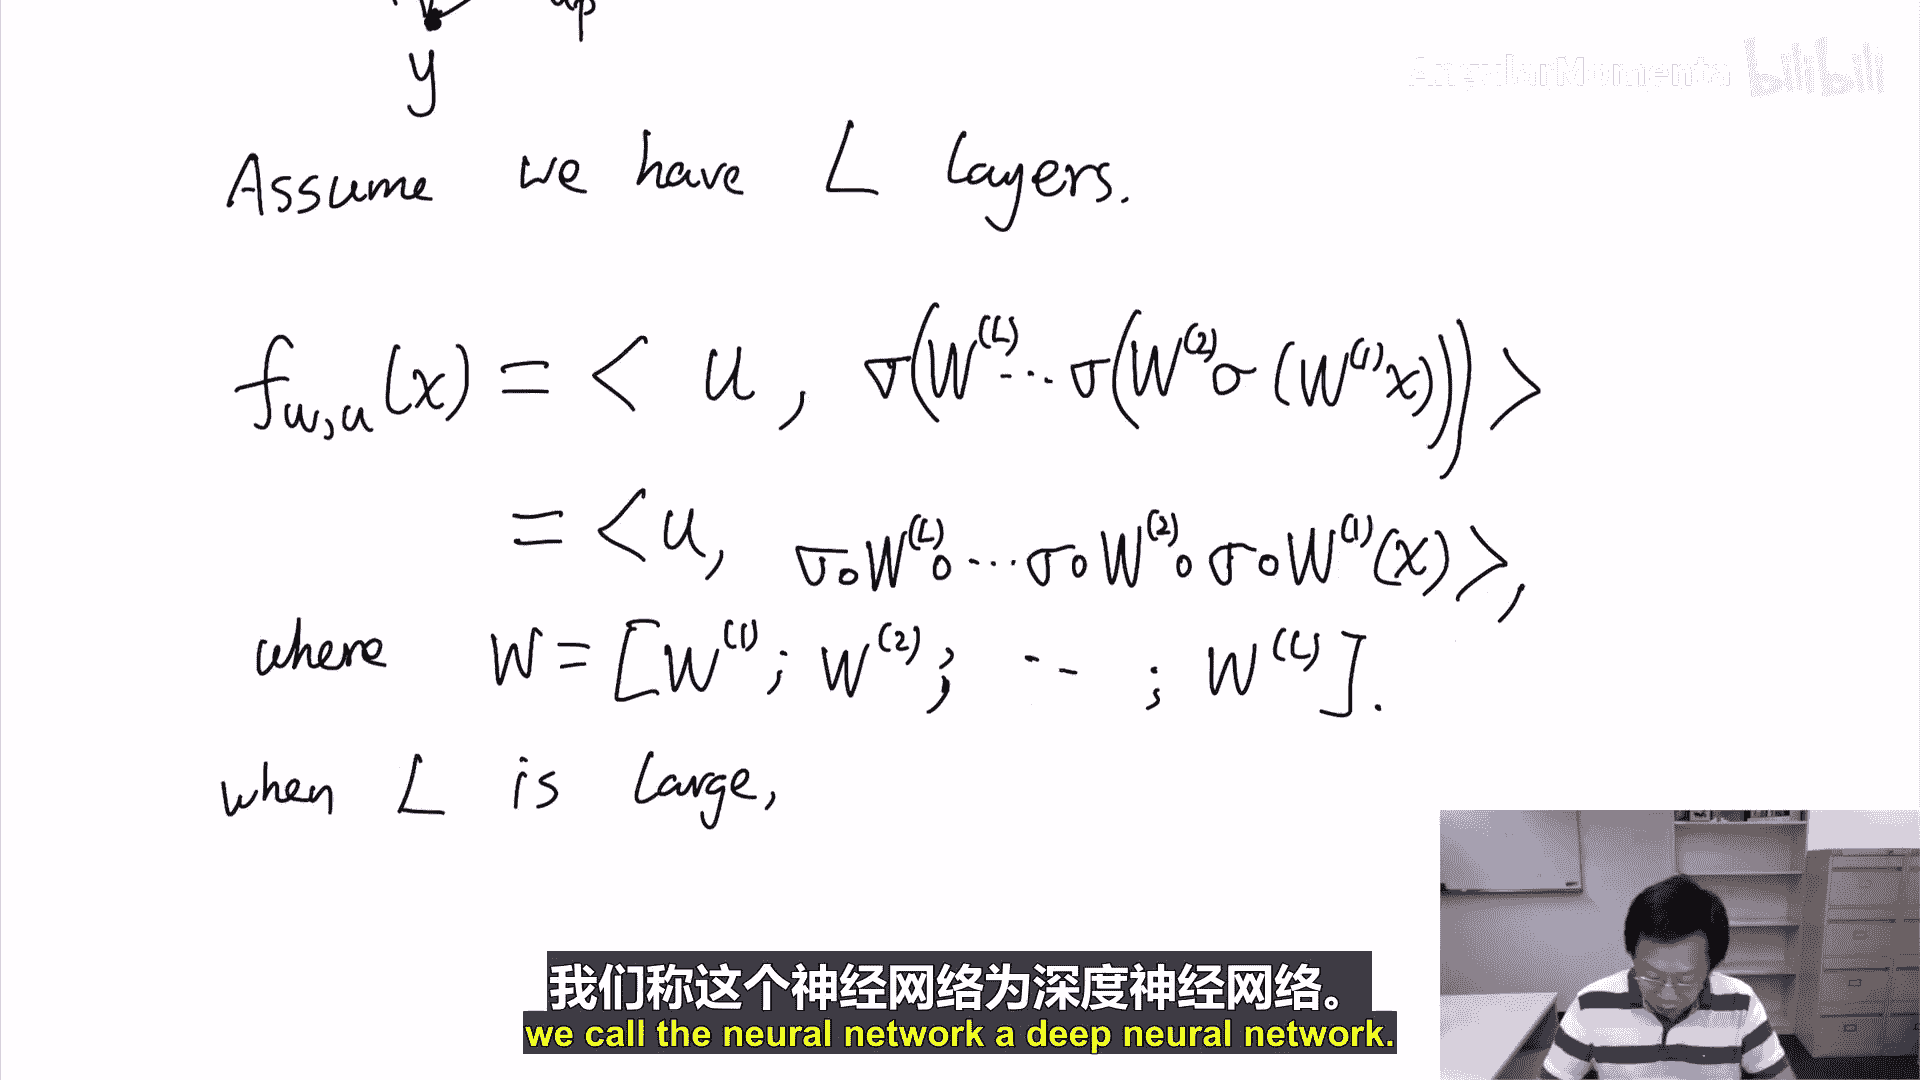 AngularMomenta bilibili
y
Assume we have L layers.
f_{w,u}(x) = < u, σ(W^{(L)} ... σ(W^{(2)} σ(W^{(1)}x))) >
= < u, σ∘W^{(L)}∘ ... σ∘W^{(2)}∘σ∘W^{(1)}(x) >,
where W = [W^{(1)}; W^{(2)}; ... ; W^{(L)}].
when L is large,
我们称这个神经网络为深度神经网络。
we call the neural network a deep neural network.